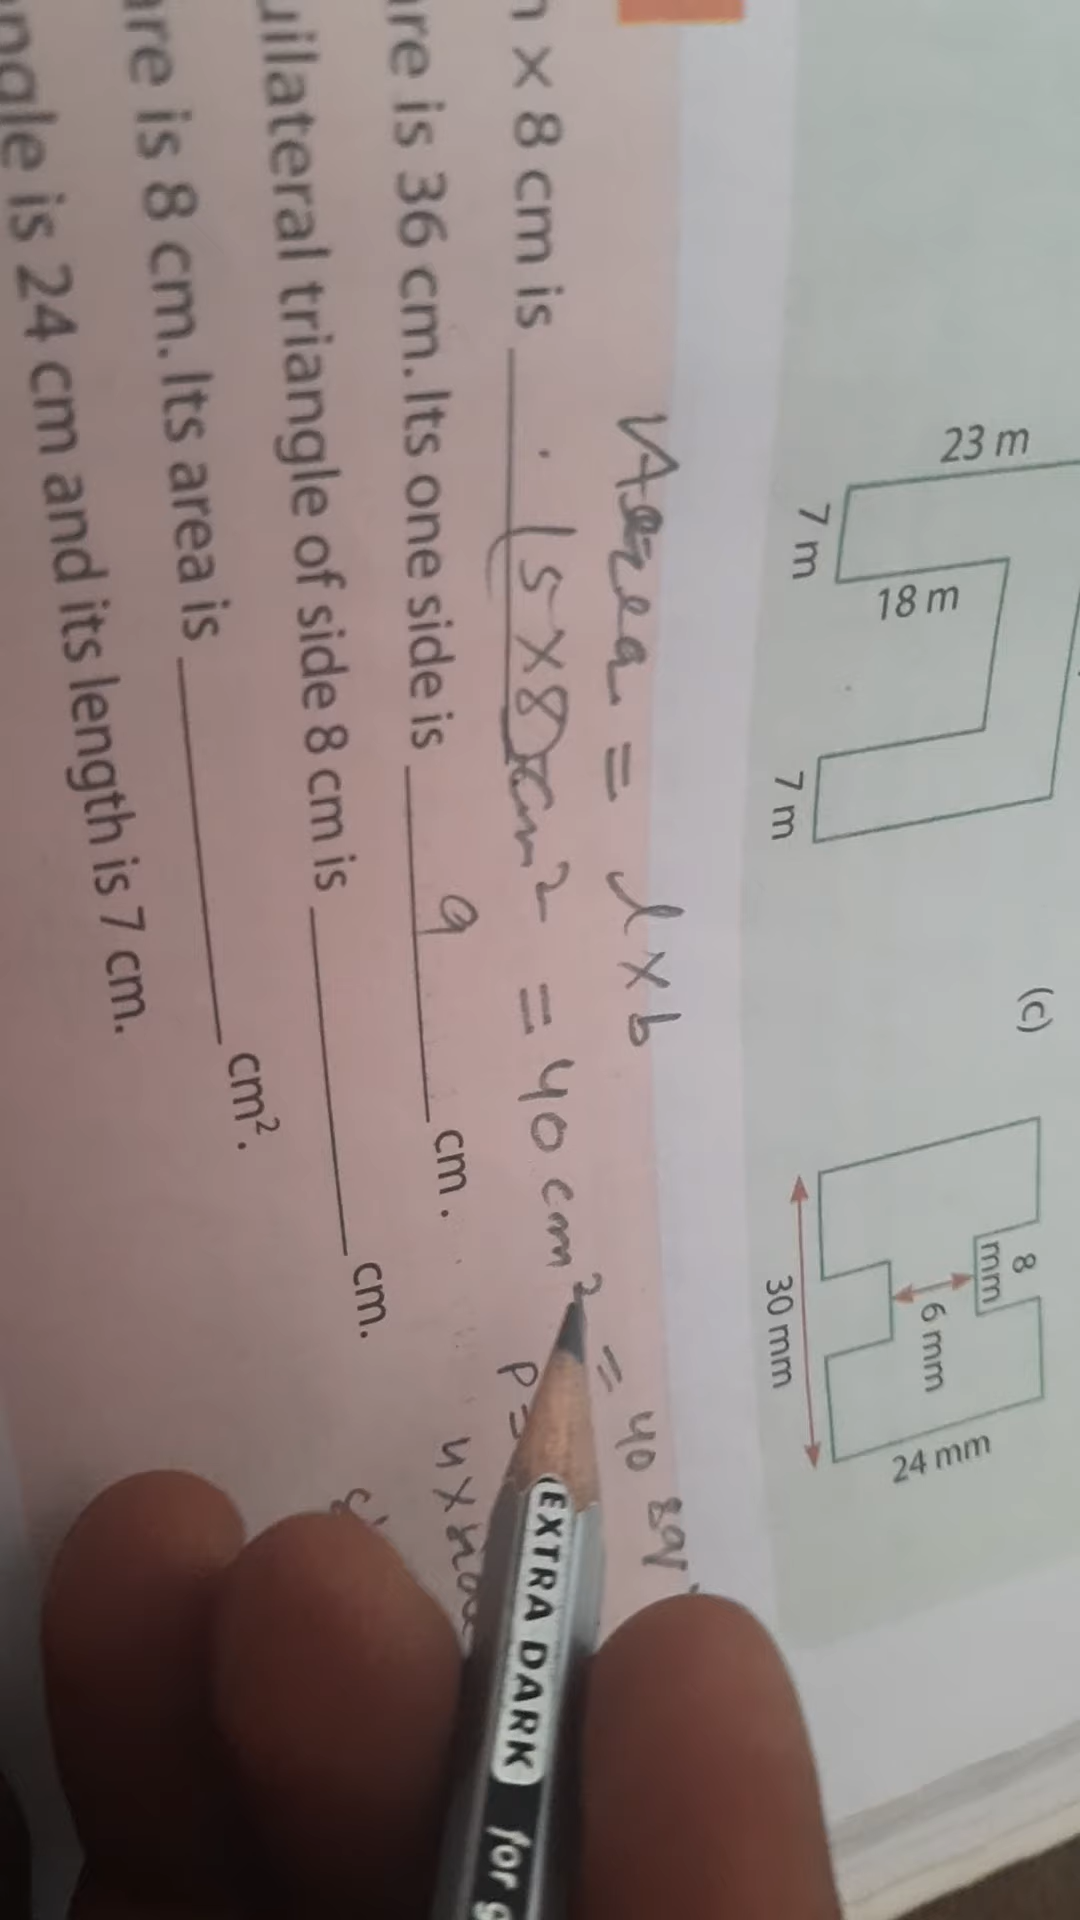 23 m
7 m
18 m
7 m
(c)
8
mm
6 mm
30 mm
24 mm
Area = l x b
x 8 cm is
(5 x 8) cm² = 40 cm² = 40 sq
re is 36 cm. Its one side is 9 cm.
P =
4 x
uilateral triangle of side 8 cm is cm.
are is 8 cm. Its area is cm².
ngle is 24 cm and its length is 7 cm.
EXTRA DARK for